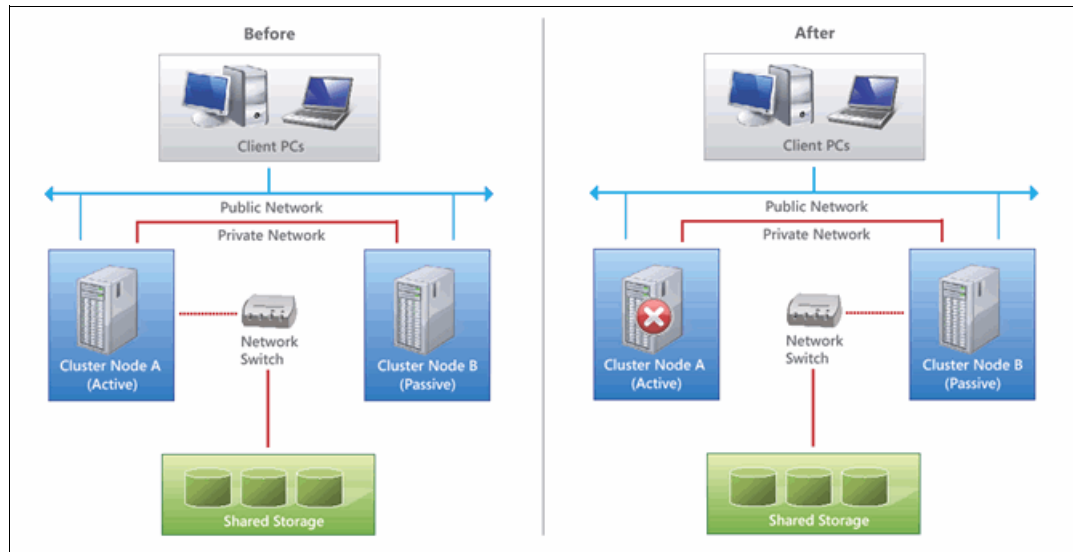 Before
Client PCs
Public Network
Private Network
Cluster Node A
(Active)
Network
Switch
Cluster Node B
(Passive)
Shared Storage
After
Client PCs
Public Network
Private Network
Cluster Node A
(Active)
Network
Switch
Cluster Node B
(Passive)
Shared Storage